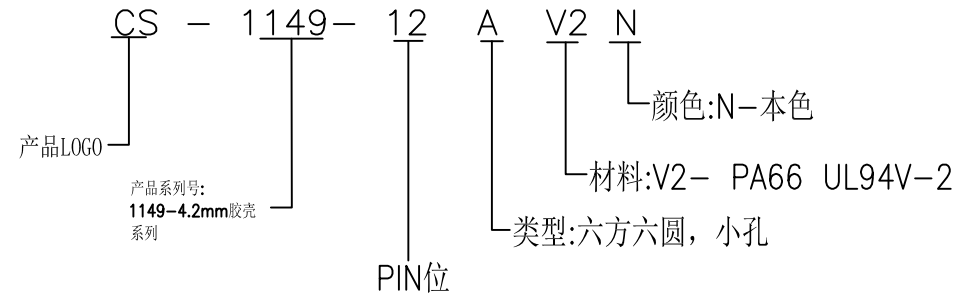 CS - 1149- 12 A V2 N
颜色:N-本色
产品LOGO
材料:V2- PA66 UL94V-2
产品系列号:
1149-4.2mm胶壳
系列
类型:六方六圆，小孔
PIN位